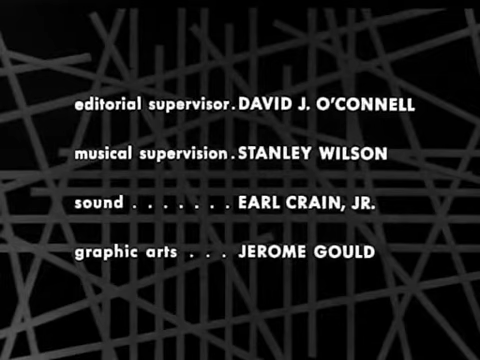 editorial supervisor. DAVID J. O'CONNELL
musical supervision. STANLEY WILSON
sound . . . . . . . EARL CRAIN, JR.
graphic arts . . . JEROME GOULD